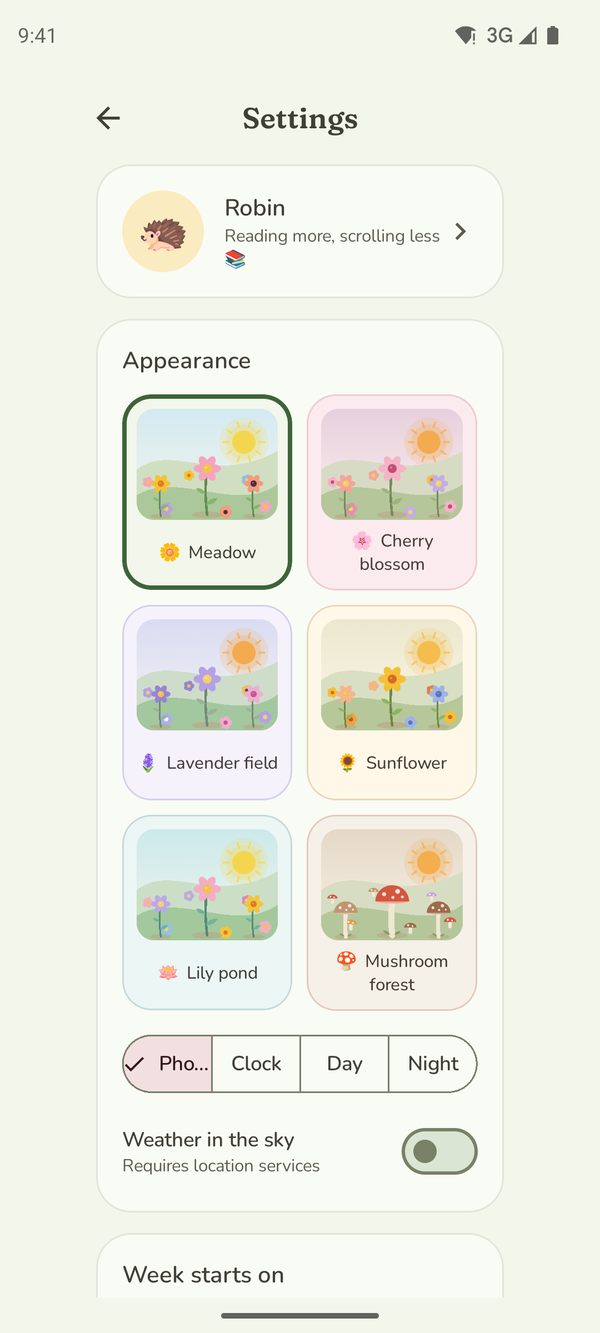 9:41
3G
Settings
Robin
Reading more, scrolling less
📚
Appearance
🌼 Meadow
🌸 Cherry
blossom
🪻 Lavender field
🌻 Sunflower
🪷 Lily pond
🍄 Mushroom
forest
Pho...
Clock
Day
Night
Weather in the sky
Requires location services
Week starts on